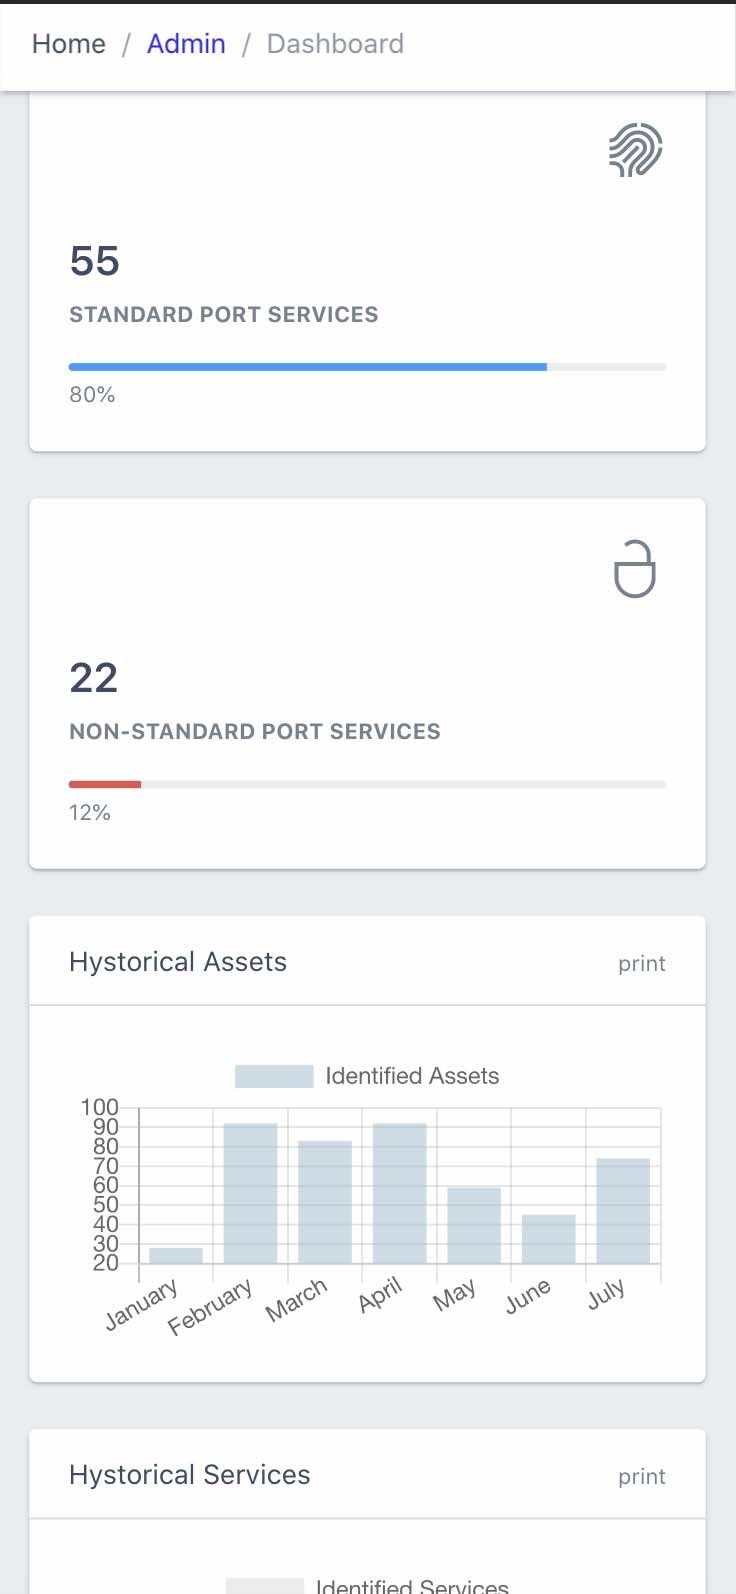 Home / Admin / Dashboard
55
STANDARD PORT SERVICES
80%
22
NON-STANDARD PORT SERVICES
12%
Hystorical Assets
print
Identified Assets
100
90
80
70
60
50
40
30
20
January February March April May June July
Hystorical Services
print
Identified Services